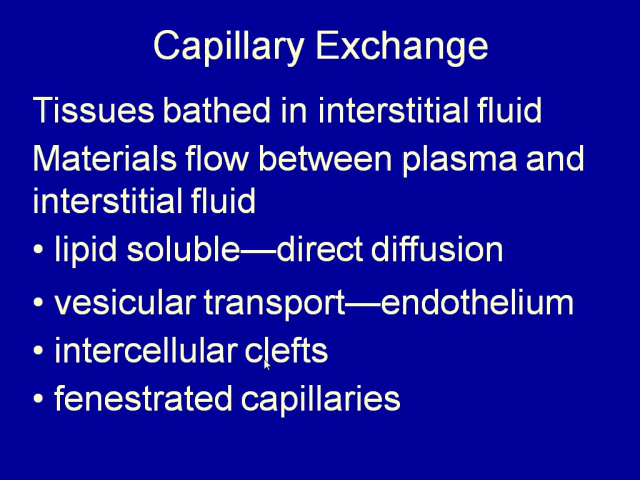 Capillary Exchange
Tissues bathed in interstitial fluid
Materials flow between plasma and
interstitial fluid
• lipid soluble—direct diffusion
• vesicular transport—endothelium
• intercellular clefts
• fenestrated capillaries